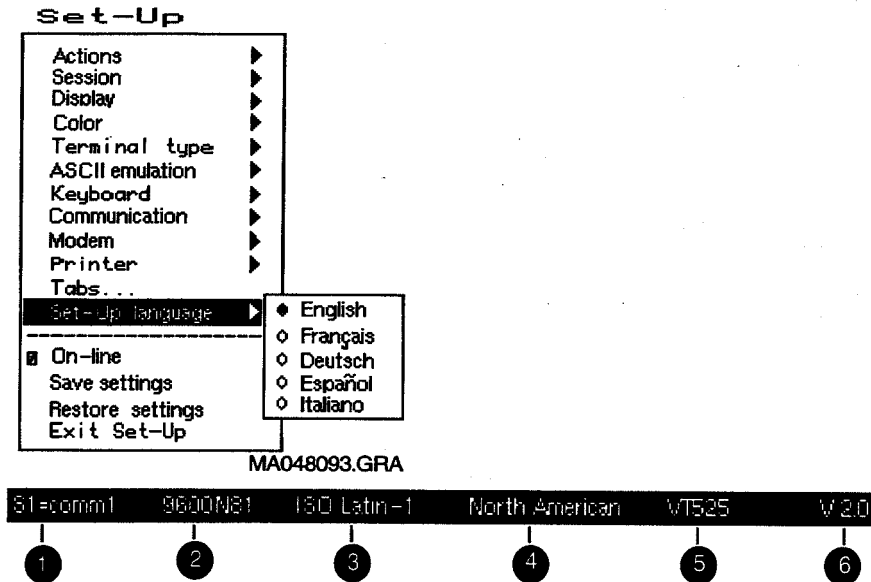 Set-Up
Actions
Session
Display
Color
Terminal type
ASCII emulation
Keyboard
Communication
Modem
Printer
Tabs...
Set-Up language
English
Français
Deutsch
Español
Italiano
On-line
Save settings
Restore settings
Exit Set-Up
MA048093.GRA
S1=comm1 9600N81 ISO Latin-1 North American VT525 V2.0
1 2 3 4 5 6